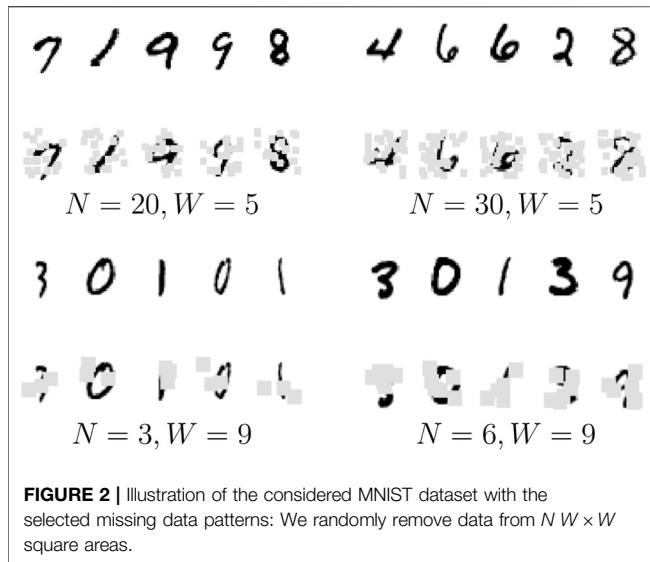 7 1 9 9 8
4 6 6 2 8
N = 20, W = 5
N = 30, W = 5
3 0 1 0 1
3 0 1 3 9
N = 3, W = 9
N = 6, W = 9
FIGURE 2 | Illustration of the considered MNIST dataset with the
selected missing data patterns: We randomly remove data from N W × W
square areas.